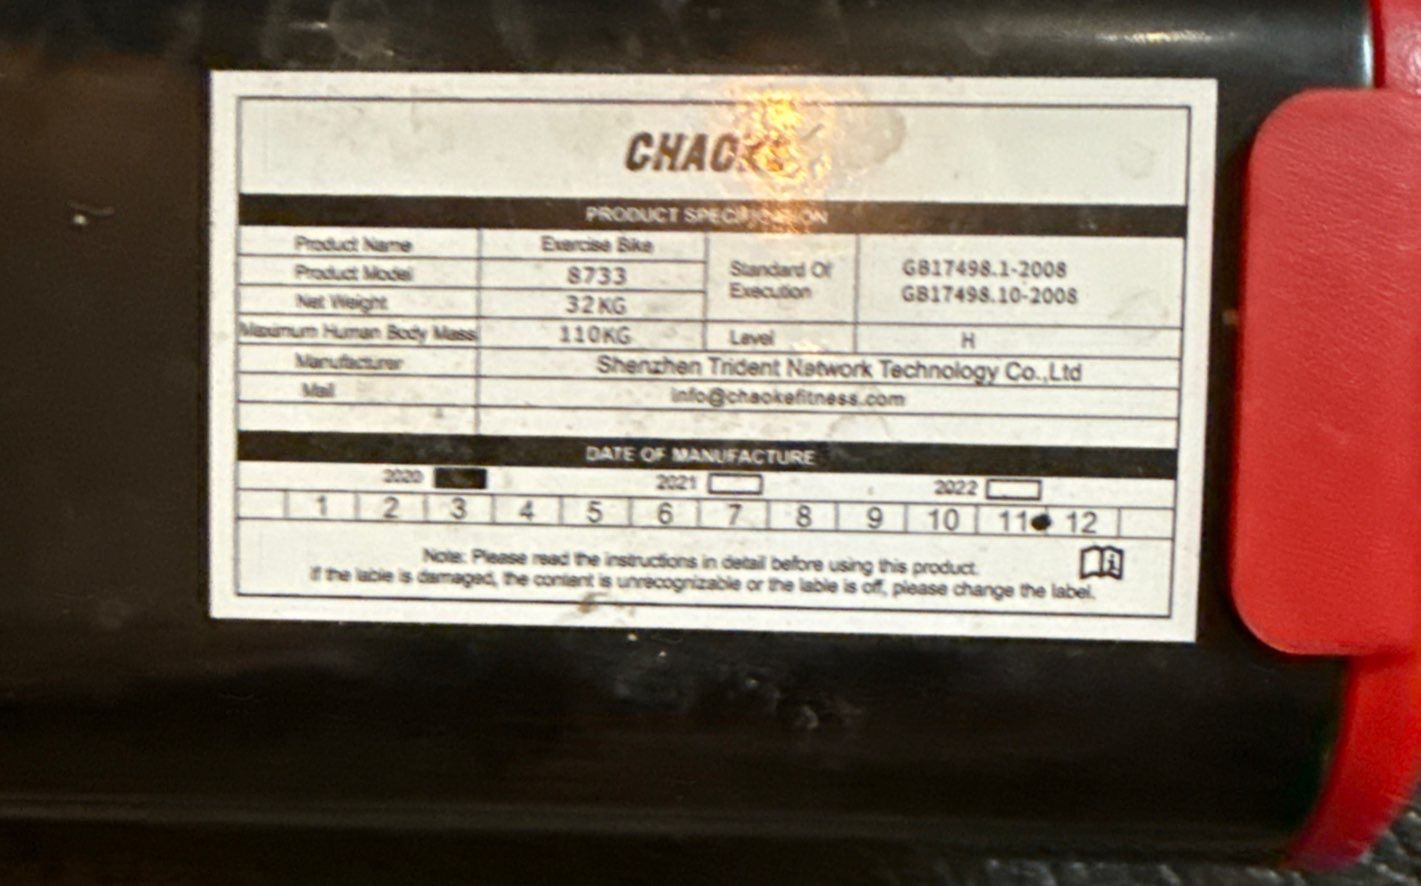 CHAOKE
PRODUCT SPECIFICATION
Product Name Exercise Bike
Product Model 8733
Standard Of Execution GB17498.1-2008
GB17498.10-2008
Net Weight 32KG
Maximum Human Body Mass 110KG Level H
Manufacturer Shenzhen Trident Network Technology Co.,Ltd
Mail info@chaokefitness.com
DATE OF MANUFACTURE
2020 2021 2022
1 2 3 4 5 6 7 8 9 10 11 12
Note: Please read the instructions in detail before using this product.
If the lable is damaged, the content is unrecognizable or the lable is off, please change the label.